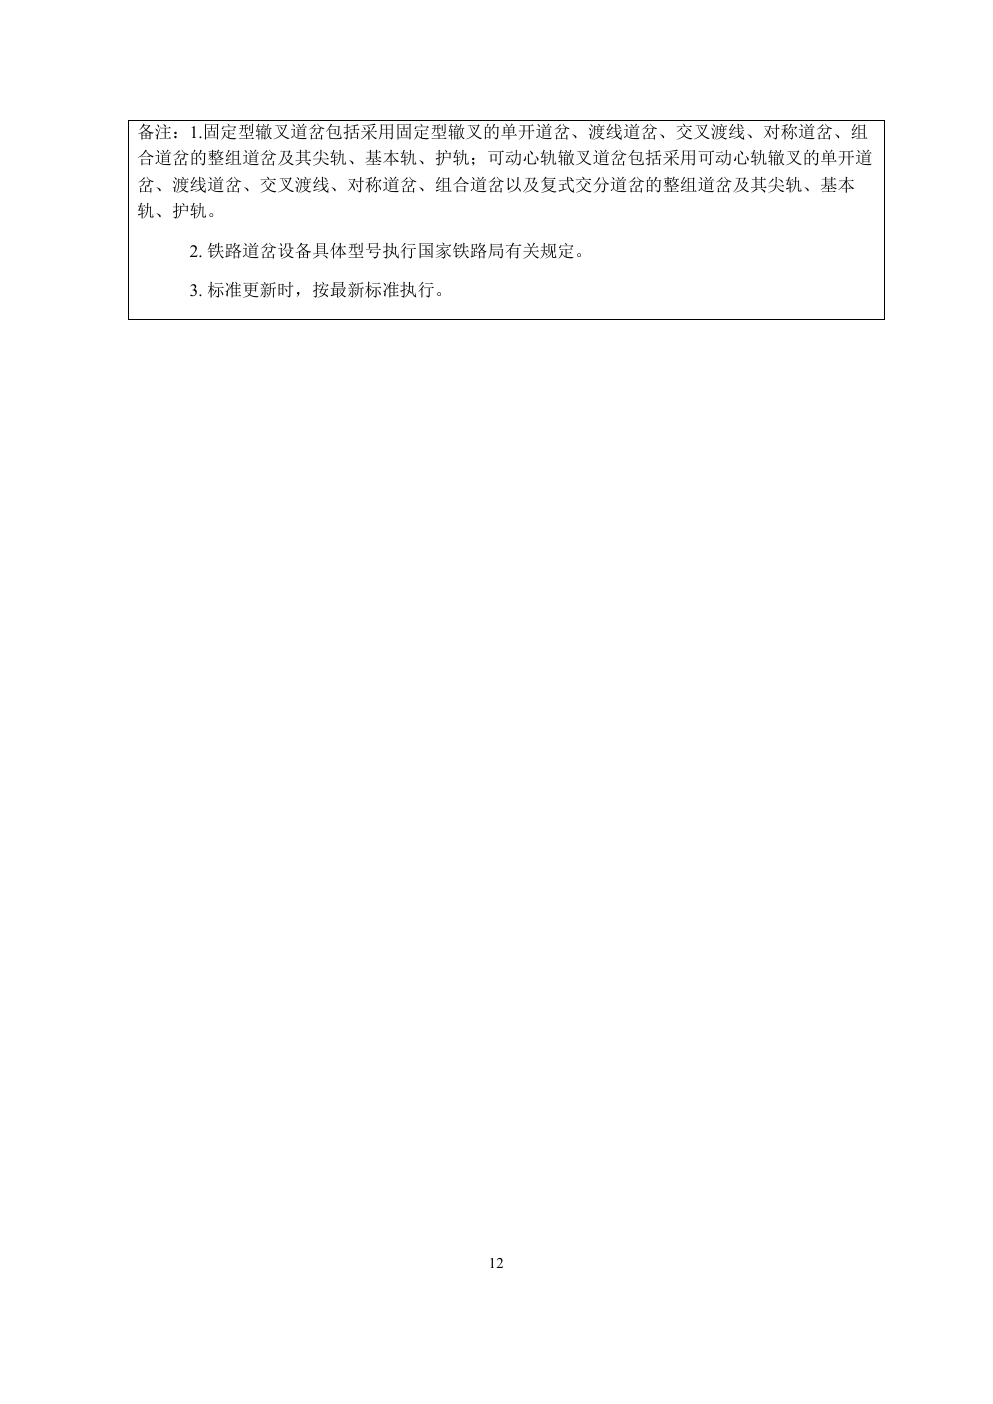 备注：1.固定型辙叉道岔包括采用固定型辙叉的单开道岔、渡线道岔、交叉渡线、对称道岔、组
合道岔的整组道岔及其尖轨、基本轨、护轨；可动心轨辙叉道岔包括采用可动心轨辙叉的单开道
岔、渡线道岔、交叉渡线、对称道岔、组合道岔以及复式交分道岔的整组道岔及其尖轨、基本
轨、护轨。
2. 铁路道岔设备具体型号执行国家铁路局有关规定。
3. 标准更新时，按最新标准执行。
12